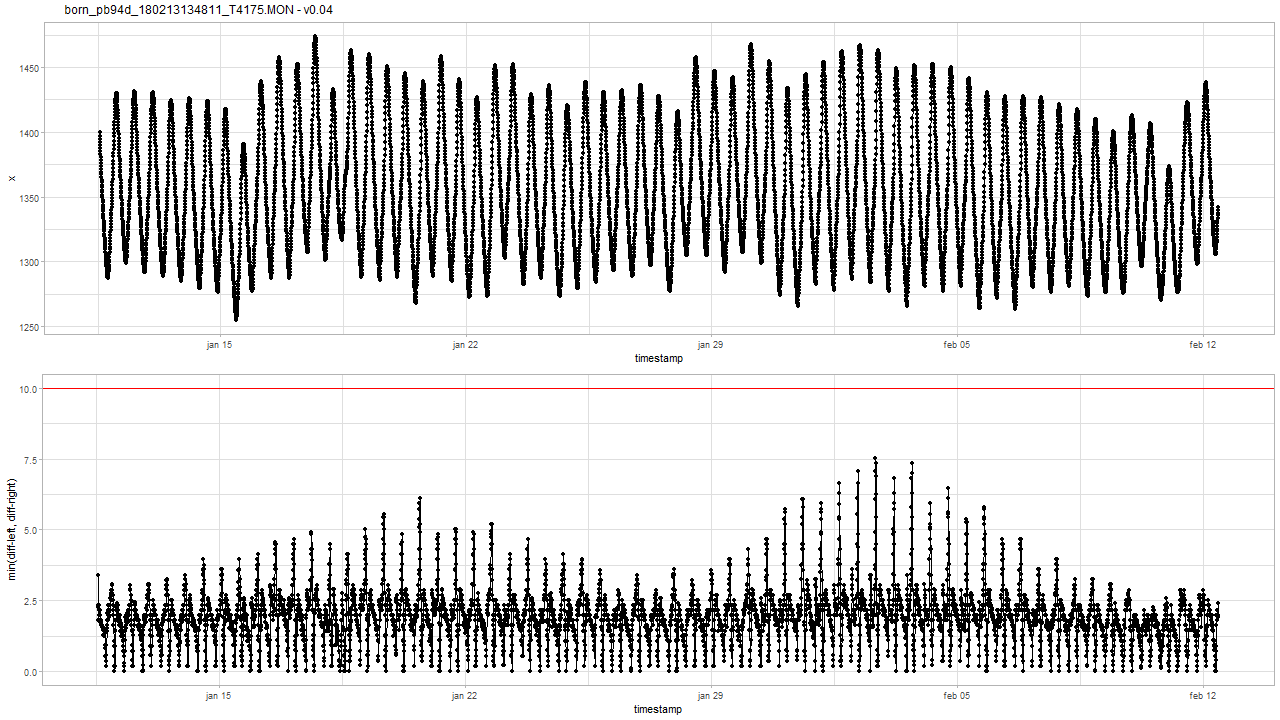 born_pb94d_180213134811_T4175.MON - v0.04
1450
1400
1350
1300
1250
x
jan 15 jan 22 jan 29 feb 05 feb 12
timestamp
10.0
7.5
5.0
2.5
0.0
min(diff-left, diff-right)
jan 15 jan 22 jan 29 feb 05 feb 12
timestamp